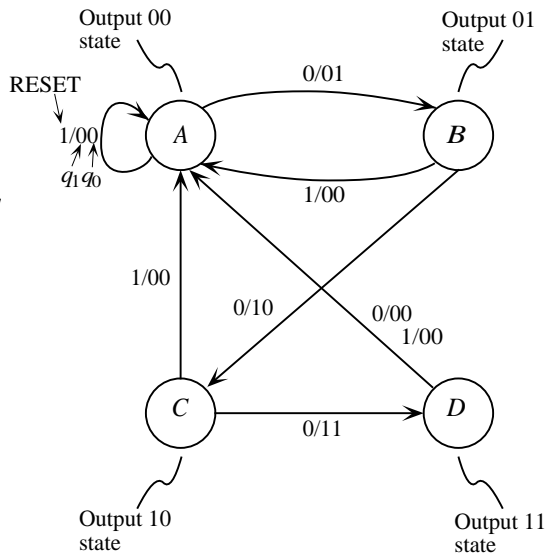 Output 00
state
Output 01
state
RESET
0/01
1/00
A
B
q₁q₀
1/00
1/00
0/10
0/00
1/00
C
D
0/11
Output 10
state
Output 11
state